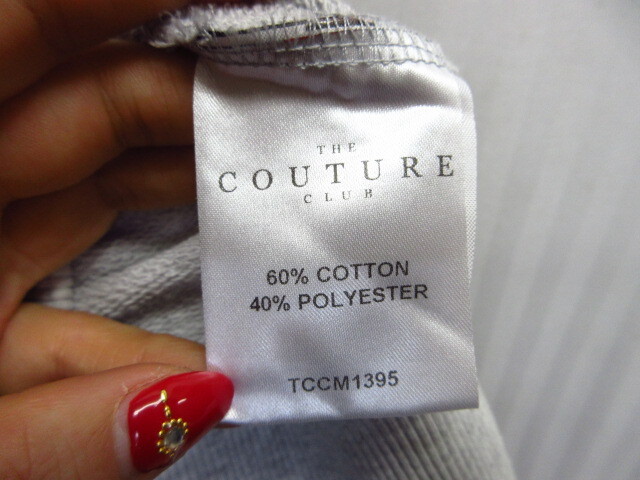 THE
COUTURE
CLUB
60% COTTON
40% POLYESTER
TCCM1395